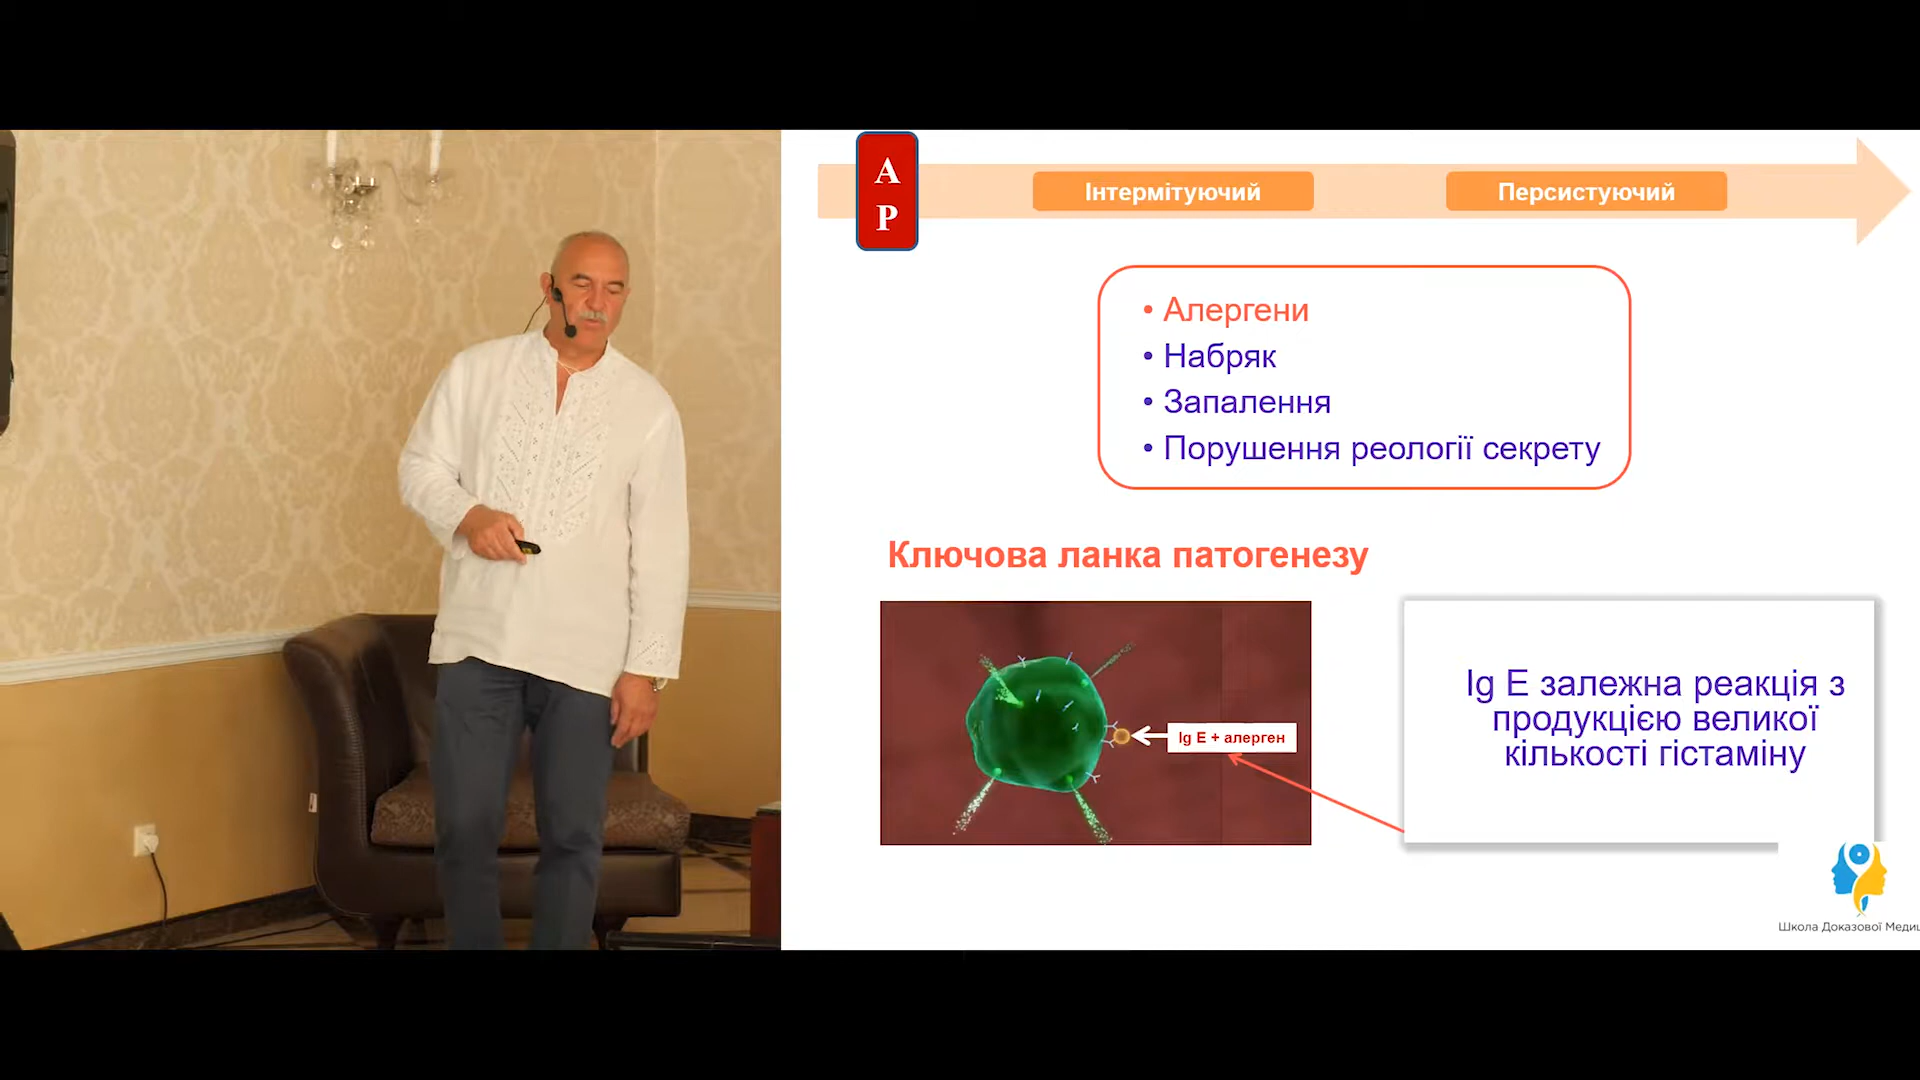 А
Р
Інтермітуючий
Персистуючий
• Алергени
• Набряк
• Запалення
• Порушення реології секрету
Ключова ланка патогенезу
Ig E + алерген
Ig E залежна реакція з
продукцією великої
кількості гістаміну
Школа Доказової